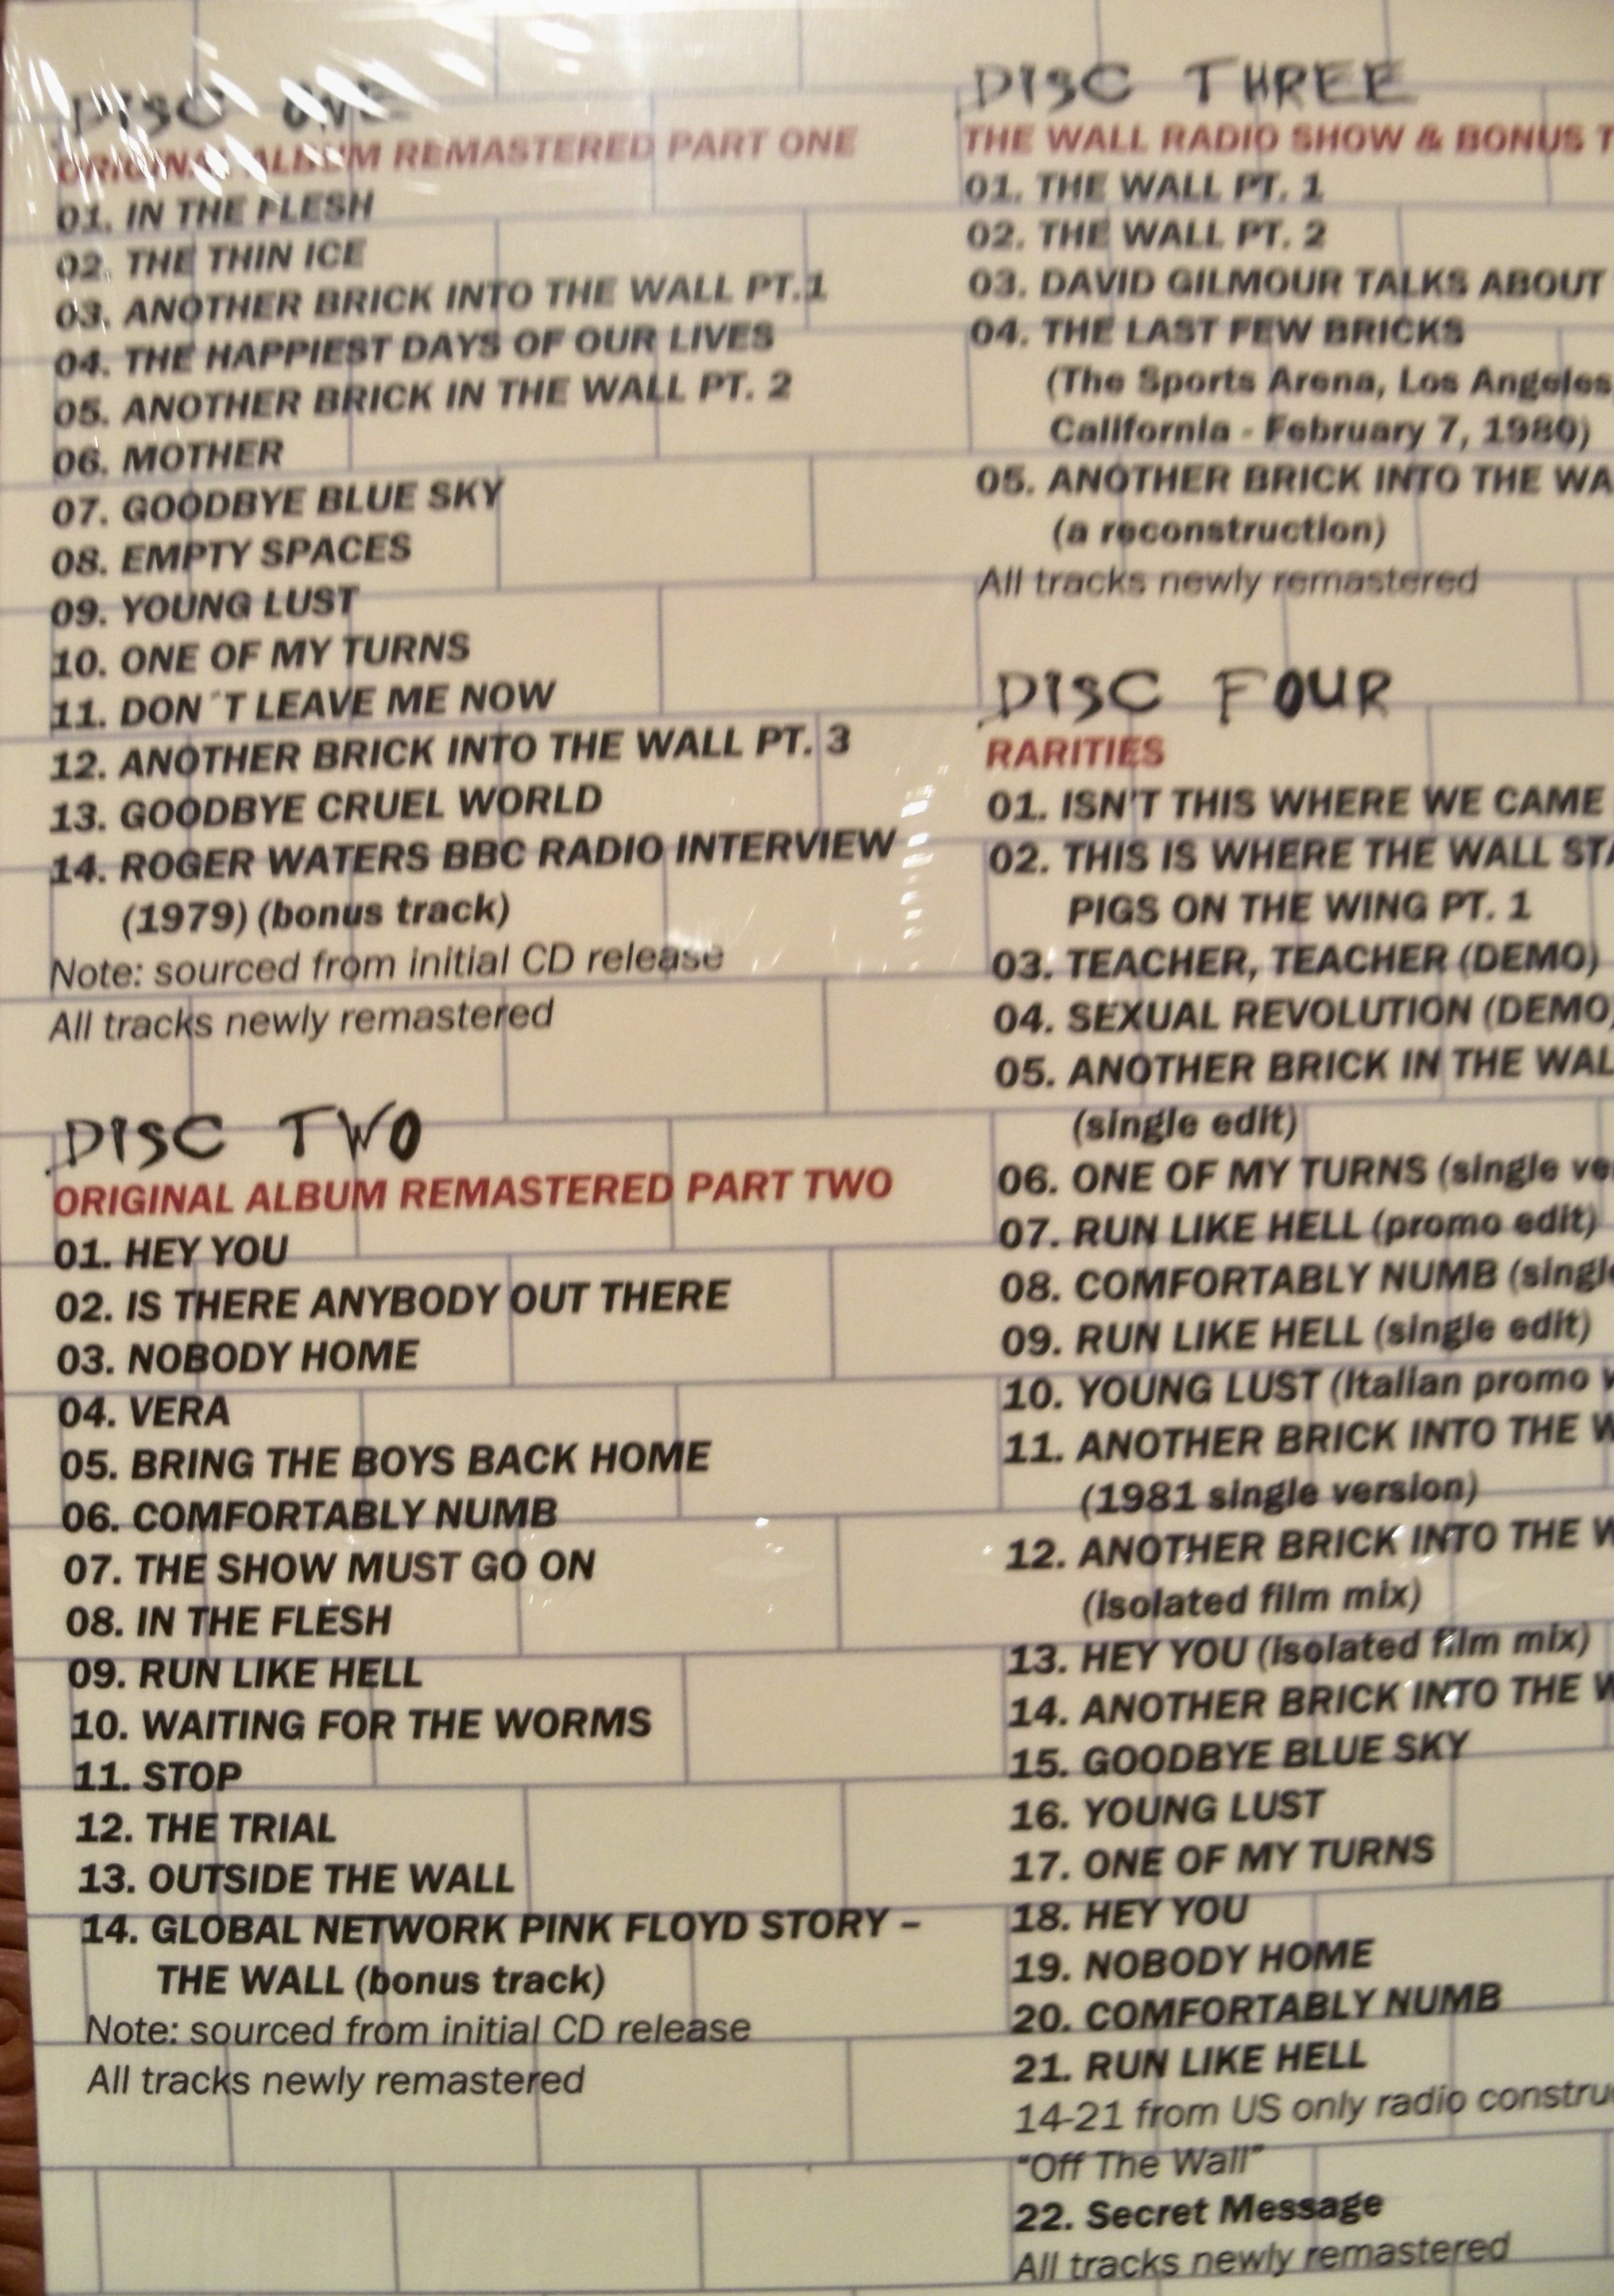 DISC ONE
ORIGINAL ALBUM REMASTERED PART ONE
01. IN THE FLESH
02. THE THIN ICE
03. ANOTHER BRICK INTO THE WALL PT.1
04. THE HAPPIEST DAYS OF OUR LIVES
05. ANOTHER BRICK IN THE WALL PT. 2
06. MOTHER
07. GOODBYE BLUE SKY
08. EMPTY SPACES
09. YOUNG LUST
10. ONE OF MY TURNS
11. DON´T LEAVE ME NOW
12. ANOTHER BRICK INTO THE WALL PT. 3
13. GOODBYE CRUEL WORLD
14. ROGER WATERS BBC RADIO INTERVIEW
(1979) (bonus track)
Note: sourced from initial CD release
All tracks newly remastered
DISC TWO
ORIGINAL ALBUM REMASTERED PART TWO
01. HEY YOU
02. IS THERE ANYBODY OUT THERE
03. NOBODY HOME
04. VERA
05. BRING THE BOYS BACK HOME
06. COMFORTABLY NUMB
07. THE SHOW MUST GO ON
08. IN THE FLESH
09. RUN LIKE HELL
10. WAITING FOR THE WORMS
11. STOP
12. THE TRIAL
13. OUTSIDE THE WALL
14. GLOBAL NETWORK PINK FLOYD STORY –
THE WALL (bonus track)
Note: sourced from initial CD release
All tracks newly remastered
DISC THREE
THE WALL RADIO SHOW & BONUS
01. THE WALL PT. 1
02. THE WALL PT. 2
03. DAVID GILMOUR TALKS ABOUT
04. THE LAST FEW BRICKS
(The Sports Arena, Los Angeles
California - February 7, 1980)
05. ANOTHER BRICK INTO THE WA
(a reconstruction)
All tracks newly remastered
DISC FOUR
RARITIES
01. ISN'T THIS WHERE WE CAME
02. THIS IS WHERE THE WALL STA
PIGS ON THE WING PT. 1
03. TEACHER, TEACHER (DEMO)
04. SEXUAL REVOLUTION (DEMO)
05. ANOTHER BRICK IN THE WAL
(single edit)
06. ONE OF MY TURNS (single ve
07. RUN LIKE HELL (promo edit)
08. COMFORTABLY NUMB (single
09. RUN LIKE HELL (single edit)
10. YOUNG LUST (Italian promo
11. ANOTHER BRICK INTO THE W
(1981 single version)
12. ANOTHER BRICK INTO THE W
(isolated film mix)
13. HEY YOU (isolated film mix)
14. ANOTHER BRICK INTO THE W
15. GOODBYE BLUE SKY
16. YOUNG LUST
17. ONE OF MY TURNS
18. HEY YOU
19. NOBODY HOME
20. COMFORTABLY NUMB
21. RUN LIKE HELL
14-21 from US only radio constru
"Off The Wall"
22. Secret Message
All tracks newly remastered